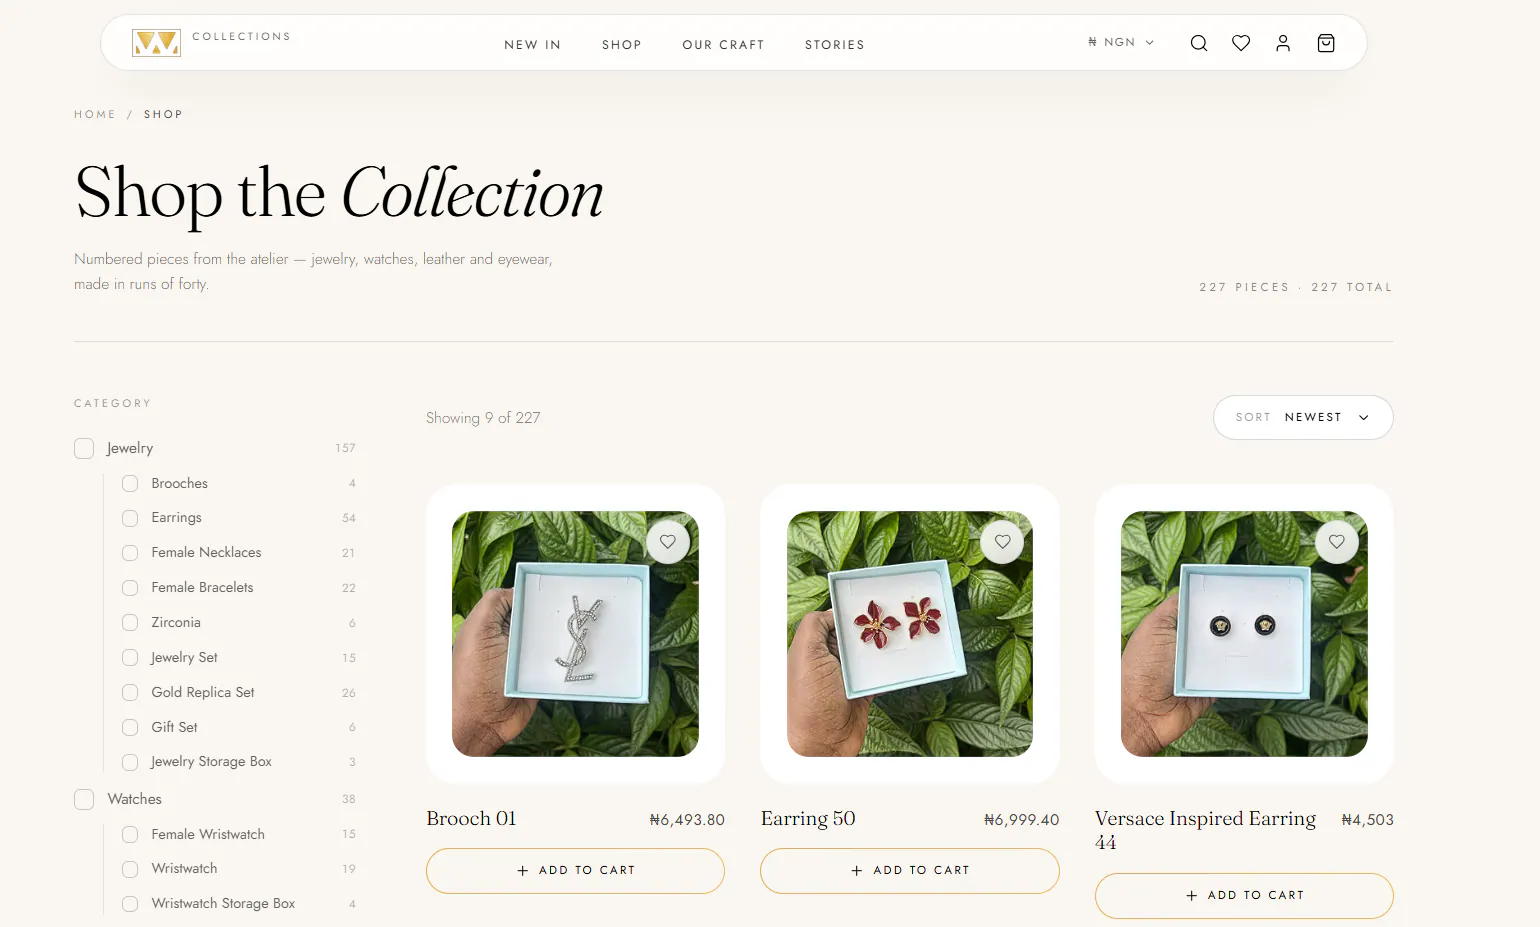 COLLECTIONS
NEW IN
SHOP
OUR CRAFT
STORIES
₦ NGN
HOME / SHOP
Shop the Collection
Numbered pieces from the atelier — jewelry, watches, leather and eyewear,
made in runs of forty.
227 PIECES · 227 TOTAL
CATEGORY
Jewelry 157
Brooches 4
Earrings 54
Female Necklaces 21
Female Bracelets 22
Zirconia 6
Jewelry Set 15
Gold Replica Set 26
Gift Set 6
Jewelry Storage Box 3
Watches 38
Female Wristwatch 15
Wristwatch 19
Wristwatch Storage Box 4
Showing 9 of 227
SORT NEWEST
YSL
Brooch 01 ₦6,493.80
+ ADD TO CART
Earring 50 ₦6,999.40
+ ADD TO CART
Versace Inspired Earring ₦4,503
44
+ ADD TO CART